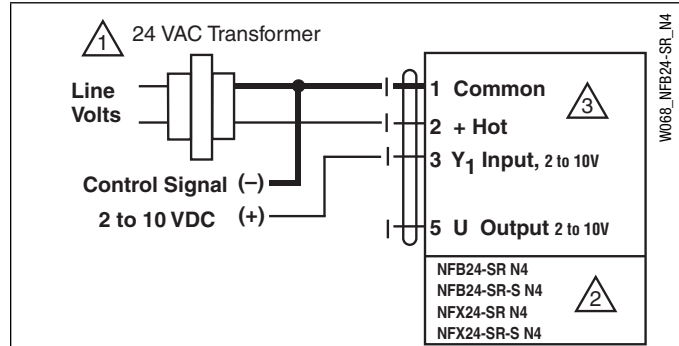 1 24 VAC Transformer
Line
Volts
1 Common
3
2 + Hot
3 Y1 Input, 2 to 10V
Control Signal (–)
2 to 10 VDC (+)
5 U Output 2 to 10V
NFB24-SR N4
NFB24-SR-S N4
NFX24-SR N4
NFX24-SR-S N4
2
W068_NFB24-SR_N4